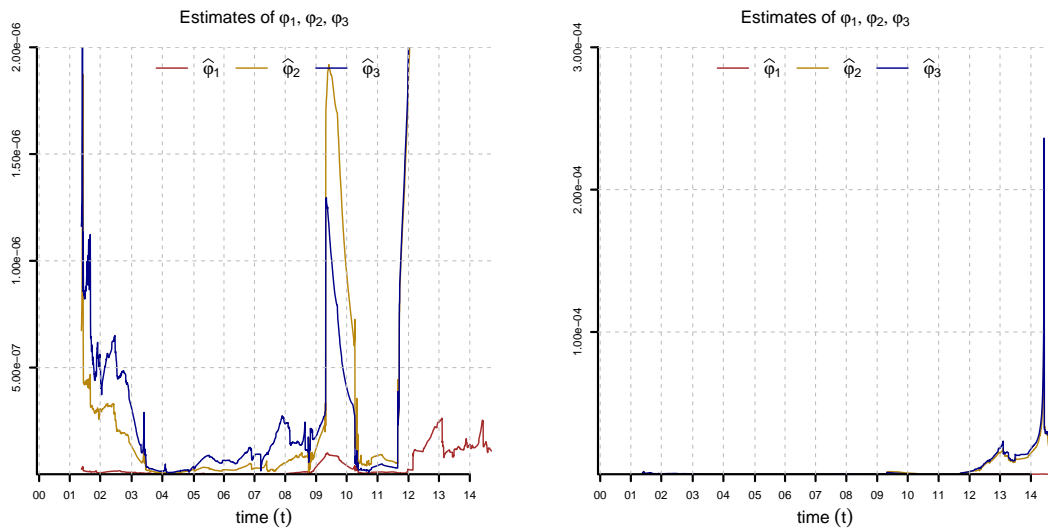 Estimates of φ₁, φ₂, φ₃
2.00e−06
1.50e−06
1.00e−06
5.00e−07
φ̂₁ φ̂₂ φ̂₃
00 01 02 03 04 05 06 07 08 09 10 11 12 13 14
time (t)
Estimates of φ₁, φ₂, φ₃
3.00e−04
2.00e−04
1.00e−04
φ̂₁ φ̂₂ φ̂₃
00 01 02 03 04 05 06 07 08 09 10 11 12 13 14
time (t)